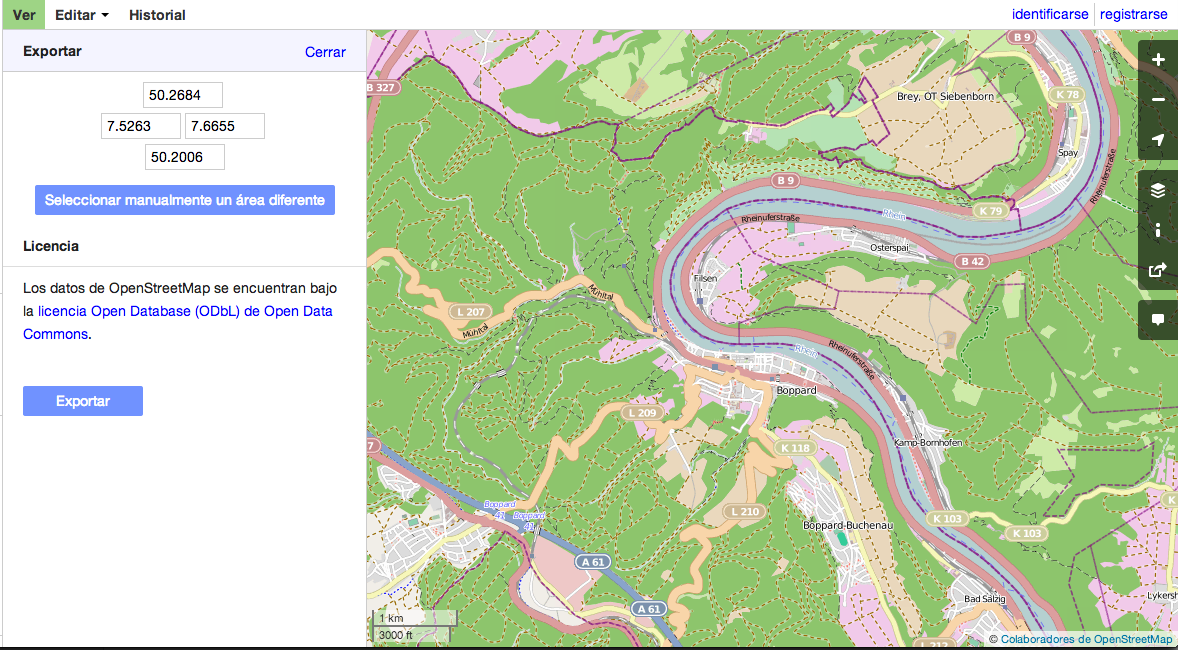 Ver Editar Historial
identificarse registrarse
Exportar Cerrar
50.2684
7.5263 7.6655
50.2006
Seleccionar manualmente un área diferente
Licencia
Los datos de OpenStreetMap se encuentran bajo
la licencia Open Database (ODbL) de Open Data
Commons.
Exportar
B 9
B 327
K 78
Brey, OT Siebenborn
Spay
Rheinuferstraße
B 9
K 79
Rhein
Rheinuferstraße
Osterspai
B 42
Filsen
Mühltal
L 207
Mühltal
Rhein
Rheinuferstraße
Boppard
L 209
Kamp-Bornhofen
K 118
7
K
Boppard
41
Boppard
41
L 210
K 103
Boppard-Buchenau
K 103
A 61
Bad Salzig
Lykersh
A 61
1 km
3000 ft
L 212
© Colaboradores de OpenStreetMap